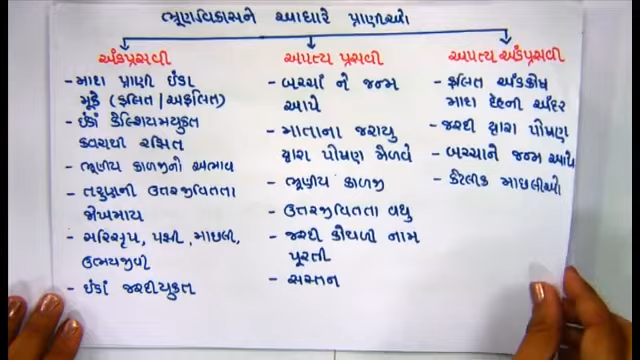 ભ્રૂણવિકાસને આધારે પ્રાણીઓ
અંડપ્રસવી
- માદા પ્રાણી ઇંડા
મૂકે (ફલિત / અફલિત)
- ઇંડાં કેલ્શિયમયુક્ત
કવચથી રક્ષિત
- ભ્રૂણીય કાળજીનો અભાવ
- તરુણની ઉત્તરજીવિતતા
જોખમાય
- સરિસૃપ, પક્ષી, માછલી,
ઉભયજીવી
- ઇંડાં જરદીયુક્ત
અપત્ય પ્રસવી
- બચ્ચાં ને જન્મ
આપે
- માતાના જરાયુ
દ્વારા પોષણ મેળવે
- ભ્રૂણીય કાળજી
- ઉત્તરજીવિતતા વધુ
- જરદી કોથળી નામ
પૂરતી
- સસ્તન
અપત્ય અંડપ્રસવી
- ફલિત અંડકોષ
માદા દેહની અંદર
- જરદી દ્વારા પોષણ
- બચ્ચાને જન્મ આપે
- કેટલીક માછલીઓ